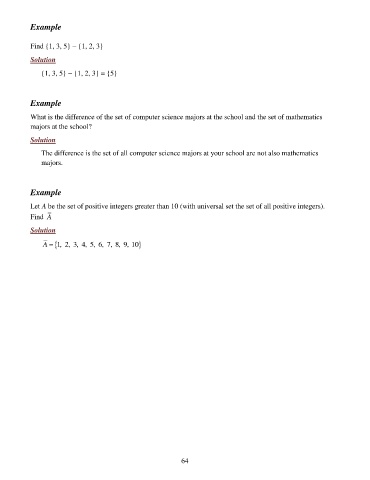 Example
Find {1, 3, 5} − {1, 2, 3}
Solution
{1, 3, 5} − {1, 2, 3} = {5}
Example
What is the difference of the set of computer science majors at the school and the set of mathematics
majors at the school?
Solution
The difference is the set of all computer science majors at your school are not also mathematics
majors.
Example
Let A be the set of positive integers greater than 10 (with universal set the set of all positive integers).
Find A̅
Solution
A̅ = {1, 2, 3, 4, 5, 6, 7, 8, 9, 10}
64